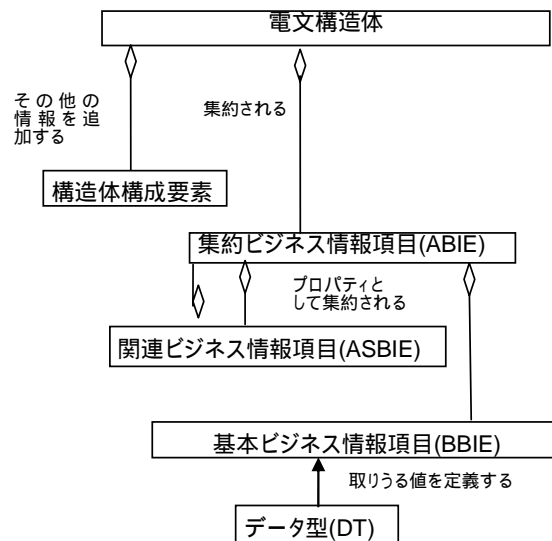 電文構造体
その他の
情報を追
加する
集約される
構造体構成要素
集約ビジネス情報項目(ABIE)
プロパティと
して集約される
関連ビジネス情報項目(ASBIE)
基本ビジネス情報項目(BBIE)
取りうる値を定義する
データ型(DT)